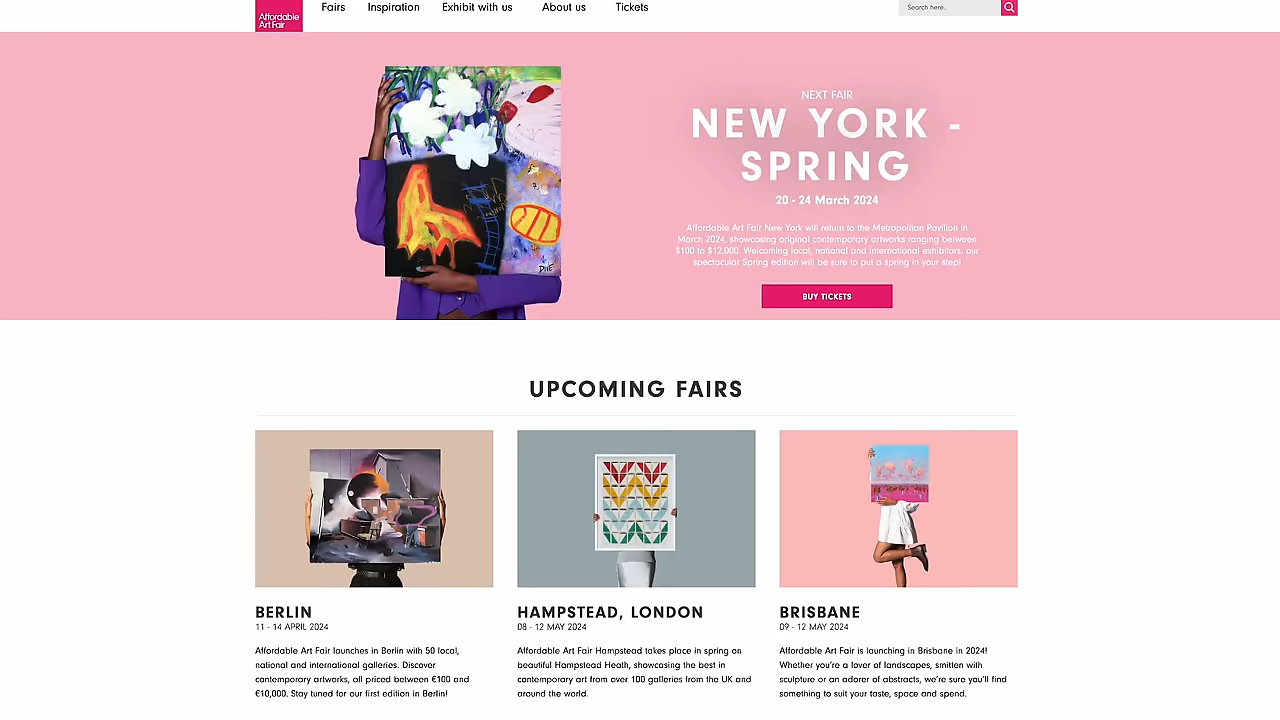 Affordable
Art Fair
Fairs
Inspiration
Exhibit with us
About us
Tickets
Search here..
NEXT FAIR
NEW YORK -
SPRING
20 - 24 March 2024
Affordable Art Fair New York will return to the Metropolitan Pavilion in
March 2024, showcasing original contemporary artworks ranging between
$100 to $12,000. Welcoming local, national and international exhibitors, our
spectacular Spring edition will be sure to put a spring in your step!
BUY TICKETS
UPCOMING FAIRS
BERLIN
11 - 14 APRIL 2024
Affordable Art Fair launches in Berlin with 50 local,
national and international galleries. Discover
contemporary artworks, all priced between €100 and
€10,000. Stay tuned for our first edition in Berlin!
HAMPSTEAD, LONDON
08 - 12 MAY 2024
Affordable Art Fair Hampstead takes place in spring on
beautiful Hampstead Heath, showcasing the best in
contemporary art from over 100 galleries from the UK and
around the world.
BRISBANE
09 - 12 MAY 2024
Affordable Art Fair is launching in Brisbane in 2024!
Whether you're a lover of landscapes, smitten with
sculpture or an adorer of abstracts, we're sure you'll find
something to suit your taste, space and spend.